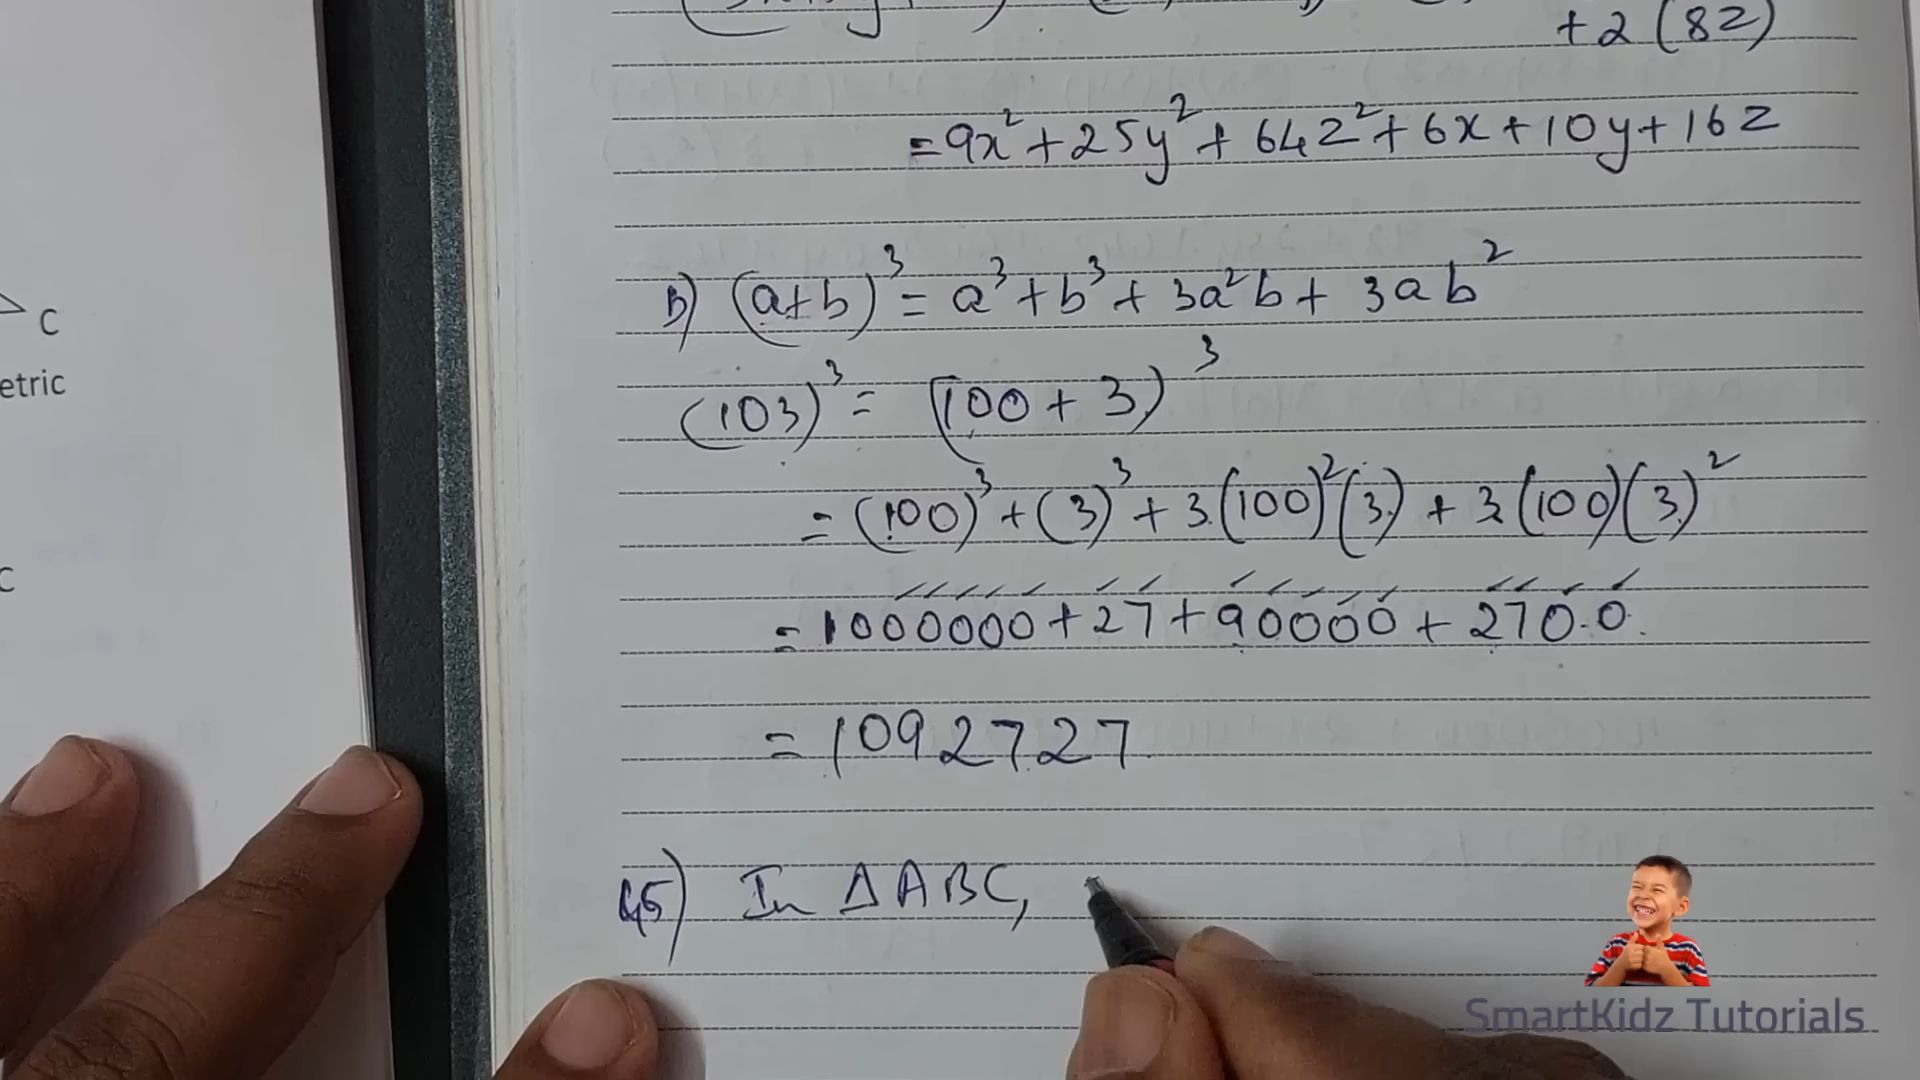 +2(8z)
=9x²+25y²+64z²+6x+10y+16z
b) (a+b)³=a³+b³+3a²b+3ab²
(103)³=(100+3)³
=(100)³+(3)³+3(100)²(3)+3(100)(3)²
=1000000+27+90000+2700.
=1092727
45) In ΔABC,
C
etric
C
SmartKidz Tutorials